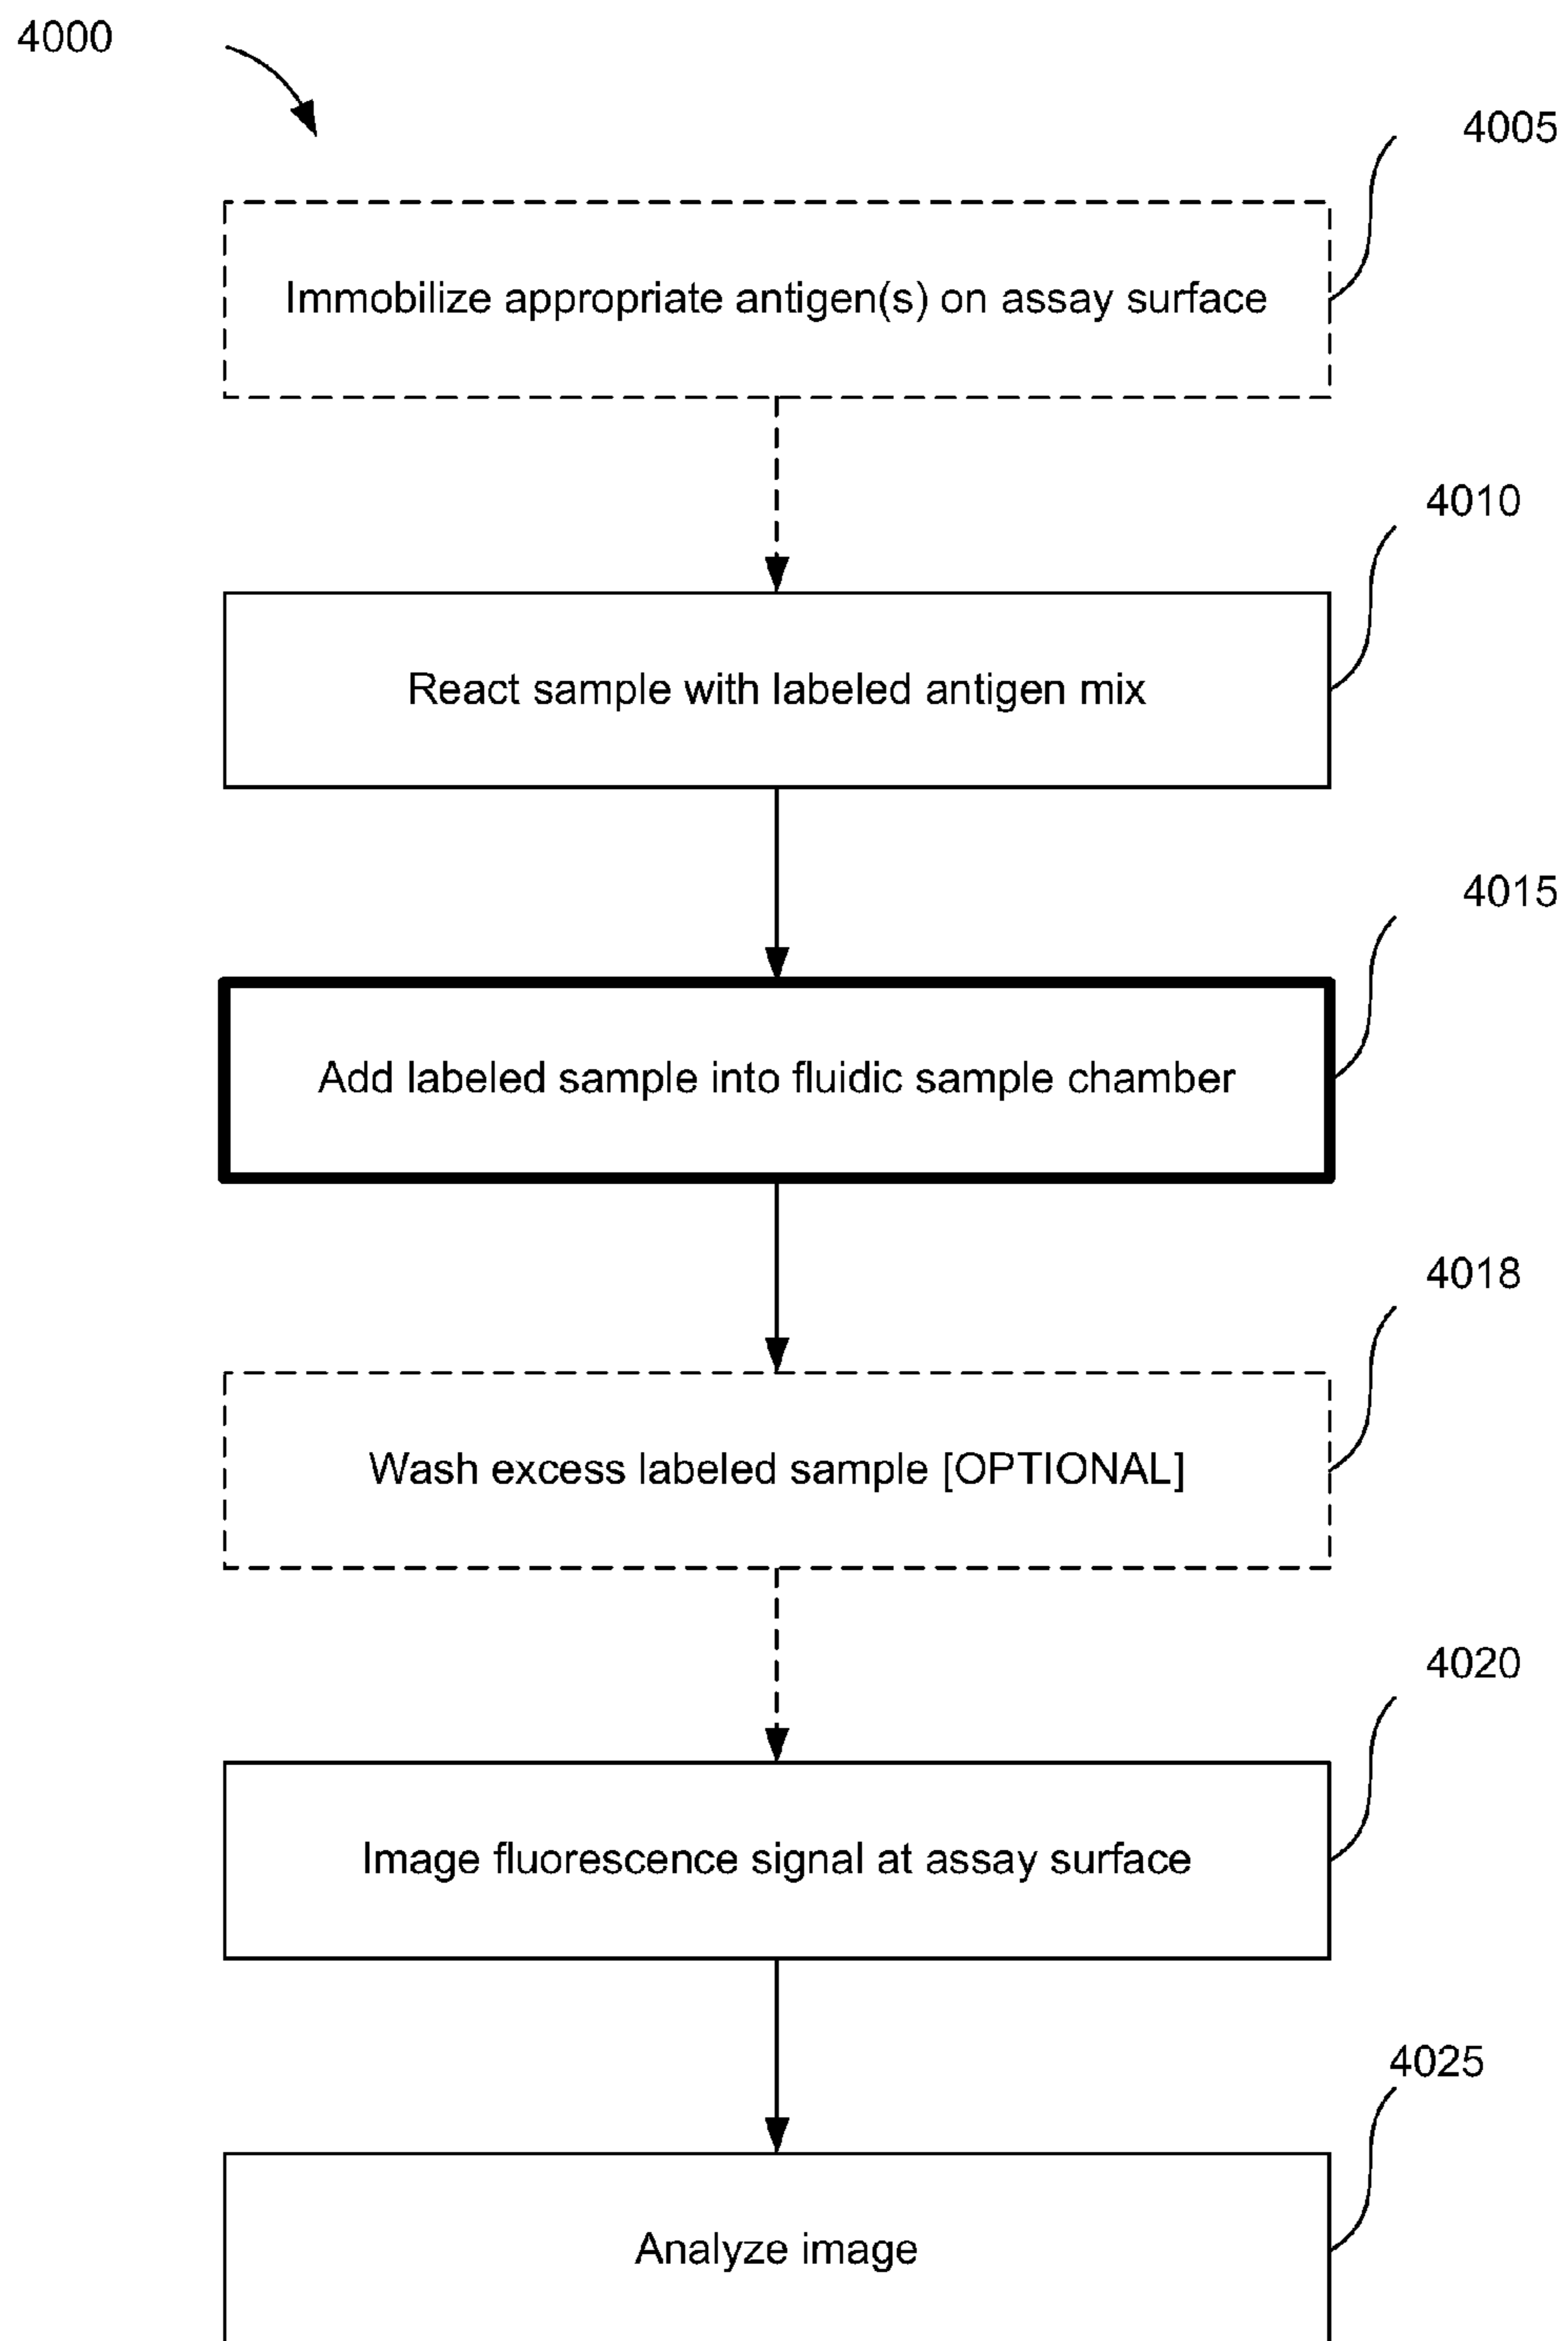 4000
4005
Immobilize appropriate antigen(s) on assay surface
4010
React sample with labeled antigen mix
4015
Add labeled sample into fluidic sample chamber
4018
Wash excess labeled sample [OPTIONAL]
4020
Image fluorescence signal at assay surface
4025
Analyze image